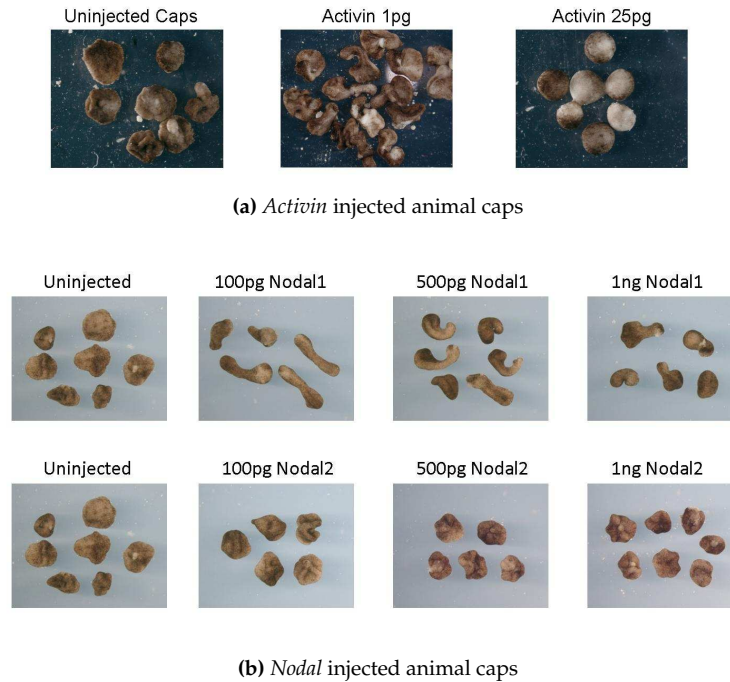 Uninjected Caps Activin 1pg Activin 25pg
(a) Activin injected animal caps
Uninjected 100pg Nodal1 500pg Nodal1 1ng Nodal1
Uninjected 100pg Nodal2 500pg Nodal2 1ng Nodal2
(b) Nodal injected animal caps